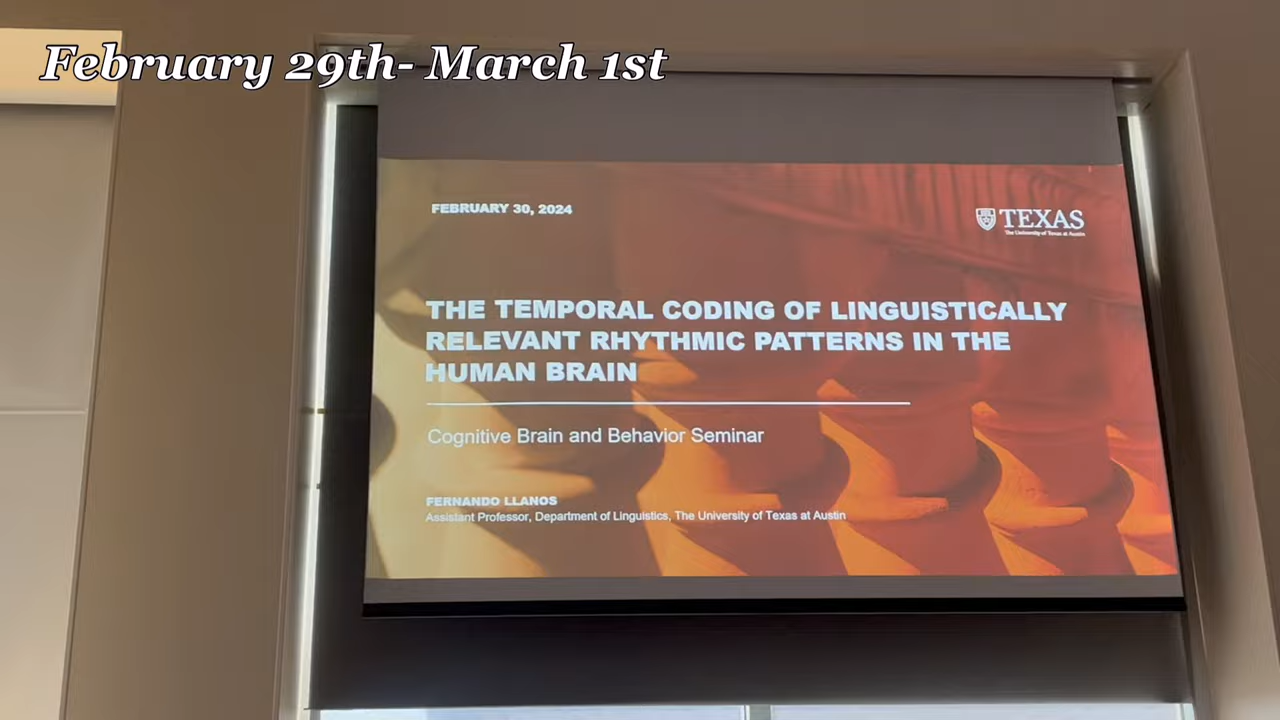 February 29th- March 1st
FEBRUARY 30, 2024
TEXAS
The University of Texas at Austin
THE TEMPORAL CODING OF LINGUISTICALLY
RELEVANT RHYTHMIC PATTERNS IN THE
HUMAN BRAIN
Cognitive Brain and Behavior Seminar
FERNANDO LLANOS
Assistant Professor, Department of Linguistics, The University of Texas at Austin